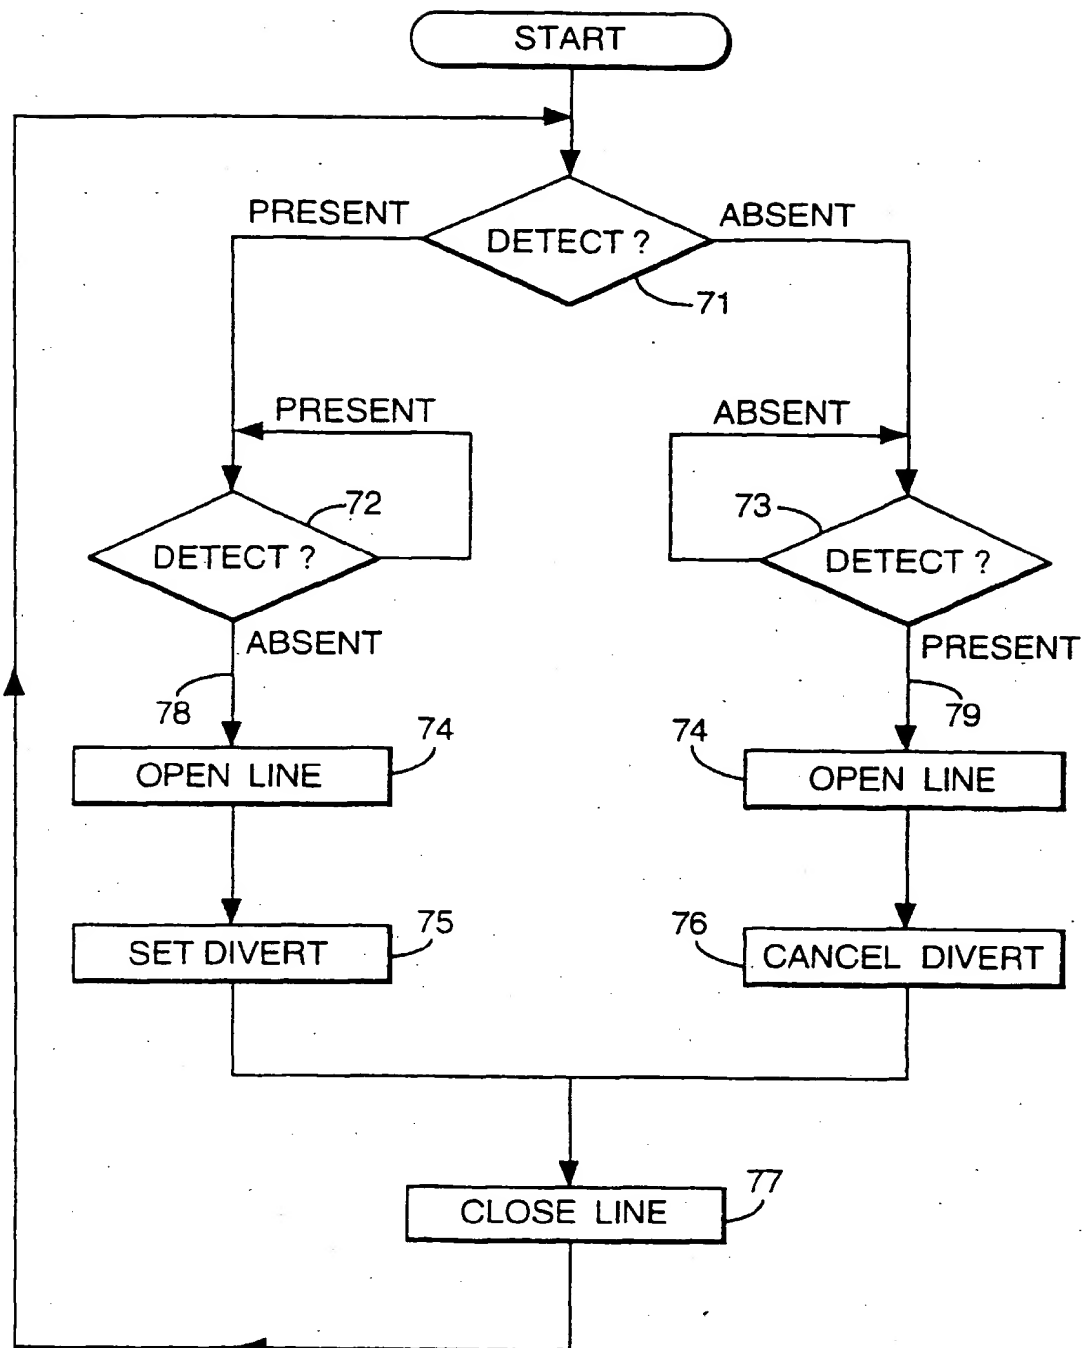 START
PRESENT
ABSENT
DETECT ?
71
PRESENT
ABSENT
72
73
DETECT ?
DETECT ?
ABSENT
PRESENT
78
79
74
74
OPEN LINE
OPEN LINE
75
76
SET DIVERT
CANCEL DIVERT
77
CLOSE LINE